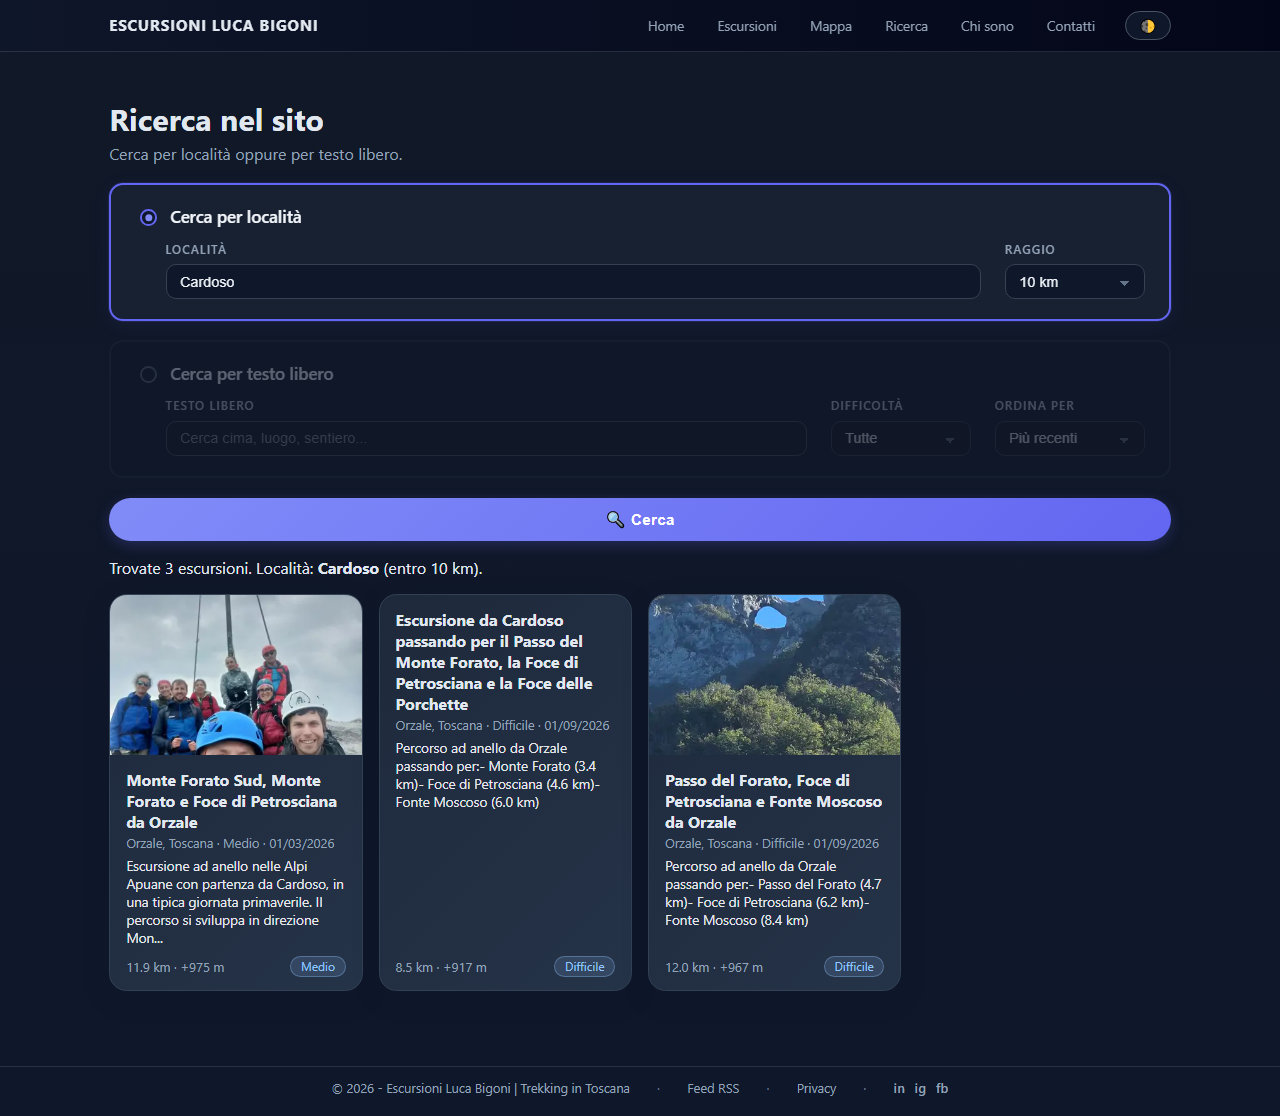 ESCURSIONI LUCA BIGONI
Home
Escursioni
Mappa
Ricerca
Chi sono
Contatti
Ricerca nel sito
Cerca per località oppure per testo libero.
Cerca per località
LOCALITÀ
RAGGIO
Cardoso
10 km
Cerca per testo libero
TESTO LIBERO
DIFFICOLTÀ
ORDINA PER
Cerca cima, luogo, sentiero...
Tutte
Più recenti
Cerca
Trovate 3 escursioni. Località: Cardoso (entro 10 km).
Monte Forato Sud, Monte
Forato e Foce di Petrosciana
da Orzale
Orzale, Toscana · Medio · 01/03/2026
Escursione ad anello nelle Alpi
Apuane con partenza da Cardoso, in
una tipica giornata primaverile. Il
percorso si sviluppa in direzione
Mon...
11.9 km · +975 m
Medio
Escursione da Cardoso
passando per il Passo del
Monte Forato, la Foce di
Petrosciana e la Foce delle
Porchette
Orzale, Toscana · Difficile · 01/09/2026
Percorso ad anello da Orzale
passando per:- Monte Forato (3.4
km)- Foce di Petrosciana (4.6 km)-
Fonte Moscoso (6.0 km)
8.5 km · +917 m
Difficile
Passo del Forato, Foce di
Petrosciana e Fonte Moscoso
da Orzale
Orzale, Toscana · Difficile · 01/09/2026
Percorso ad anello da Orzale
passando per:- Passo del Forato (4.7
km)- Foce di Petrosciana (6.2 km)-
Fonte Moscoso (8.4 km)
12.0 km · +967 m
Difficile
© 2026 - Escursioni Luca Bigoni | Trekking in Toscana · Feed RSS · Privacy · in ig fb